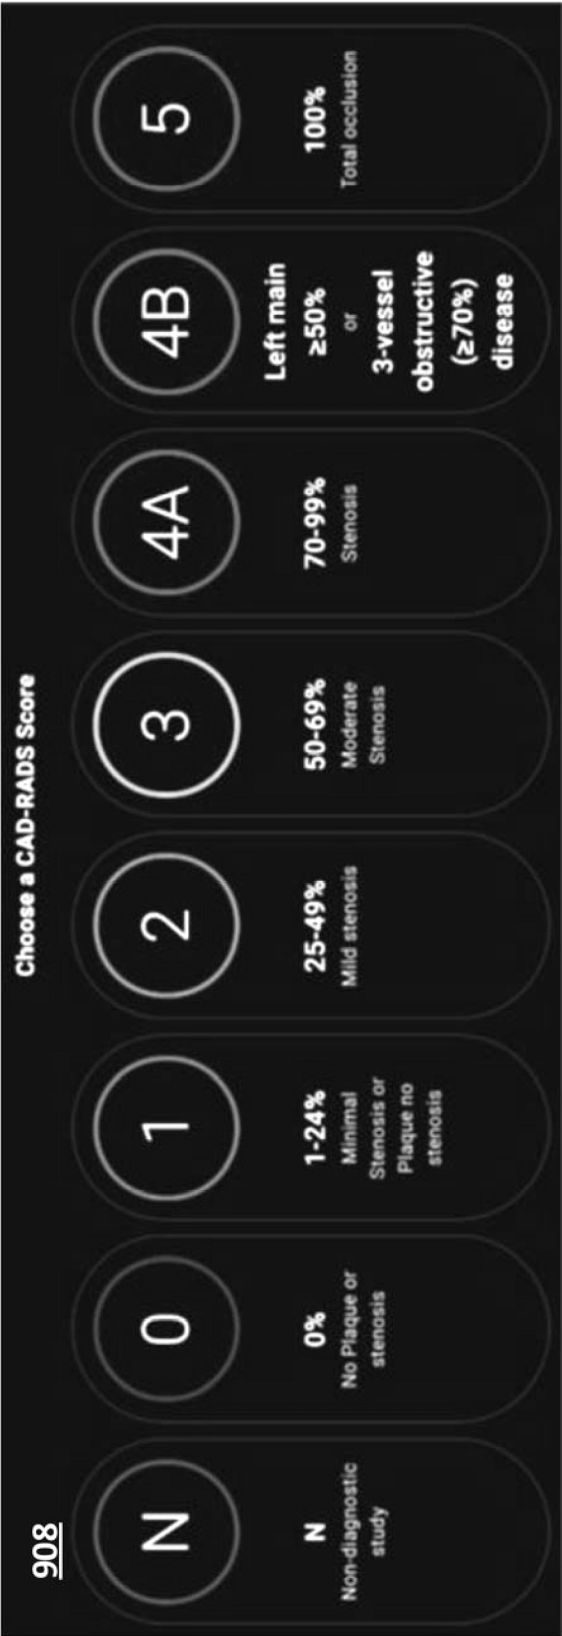 908
Choose a CAD-RADS Score
N
N
Non-diagnostic
study
0
0%
No Plaque or
stenosis
1
1-24%
Minimal
Stenosis or
Plaque no
stenosis
2
25-49%
Mild stenosis
3
50-69%
Moderate
Stenosis
4A
70-99%
Stenosis
4B
Left main
≥50%
or
3-vessel
obstructive
(≥70%)
disease
5
100%
Total occlusion